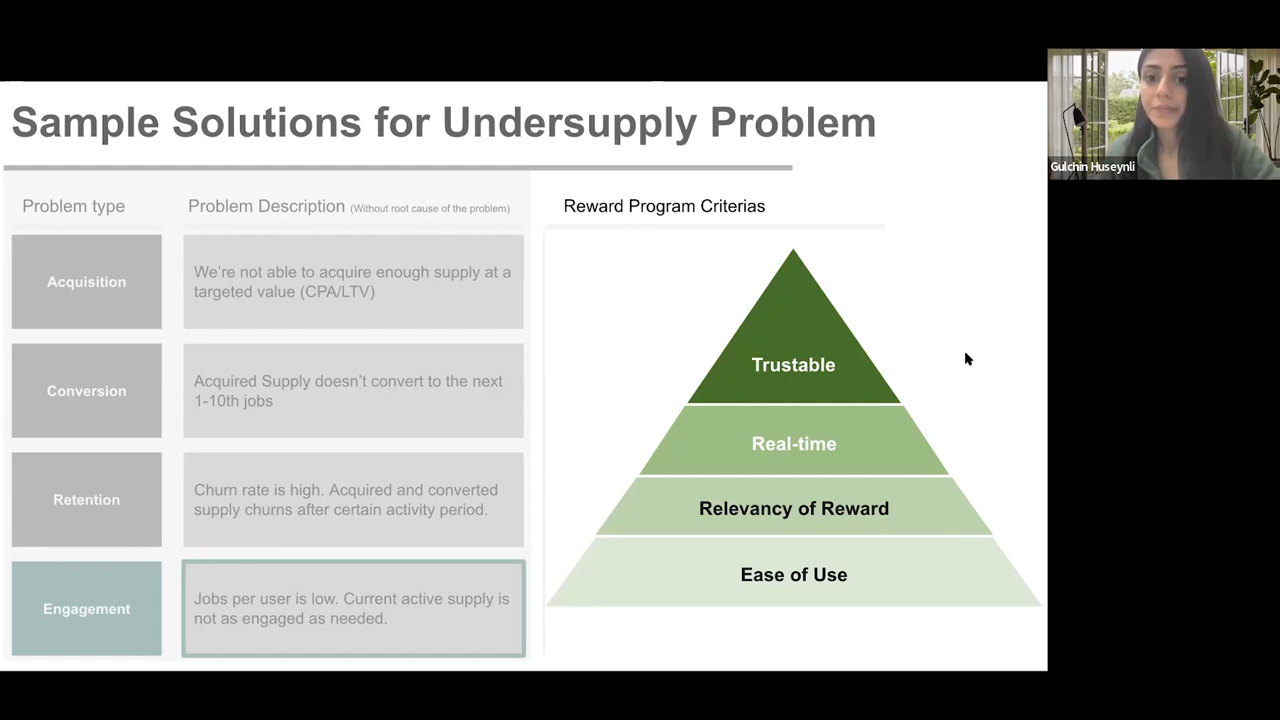 Sample Solutions for Undersupply Problem
Gulchin Huseynli
Problem type
Problem Description (Without root cause of the problem)
Reward Program Criterias
Acquisition
We're not able to acquire enough supply at a
targeted value (CPA/LTV)
Conversion
Acquired Supply doesn't convert to the next
1-10th jobs
Retention
Churn rate is high. Acquired and converted
supply churns after certain activity period.
Engagement
Jobs per user is low. Current active supply is
not as engaged as needed.
Trustable
Real-time
Relevancy of Reward
Ease of Use